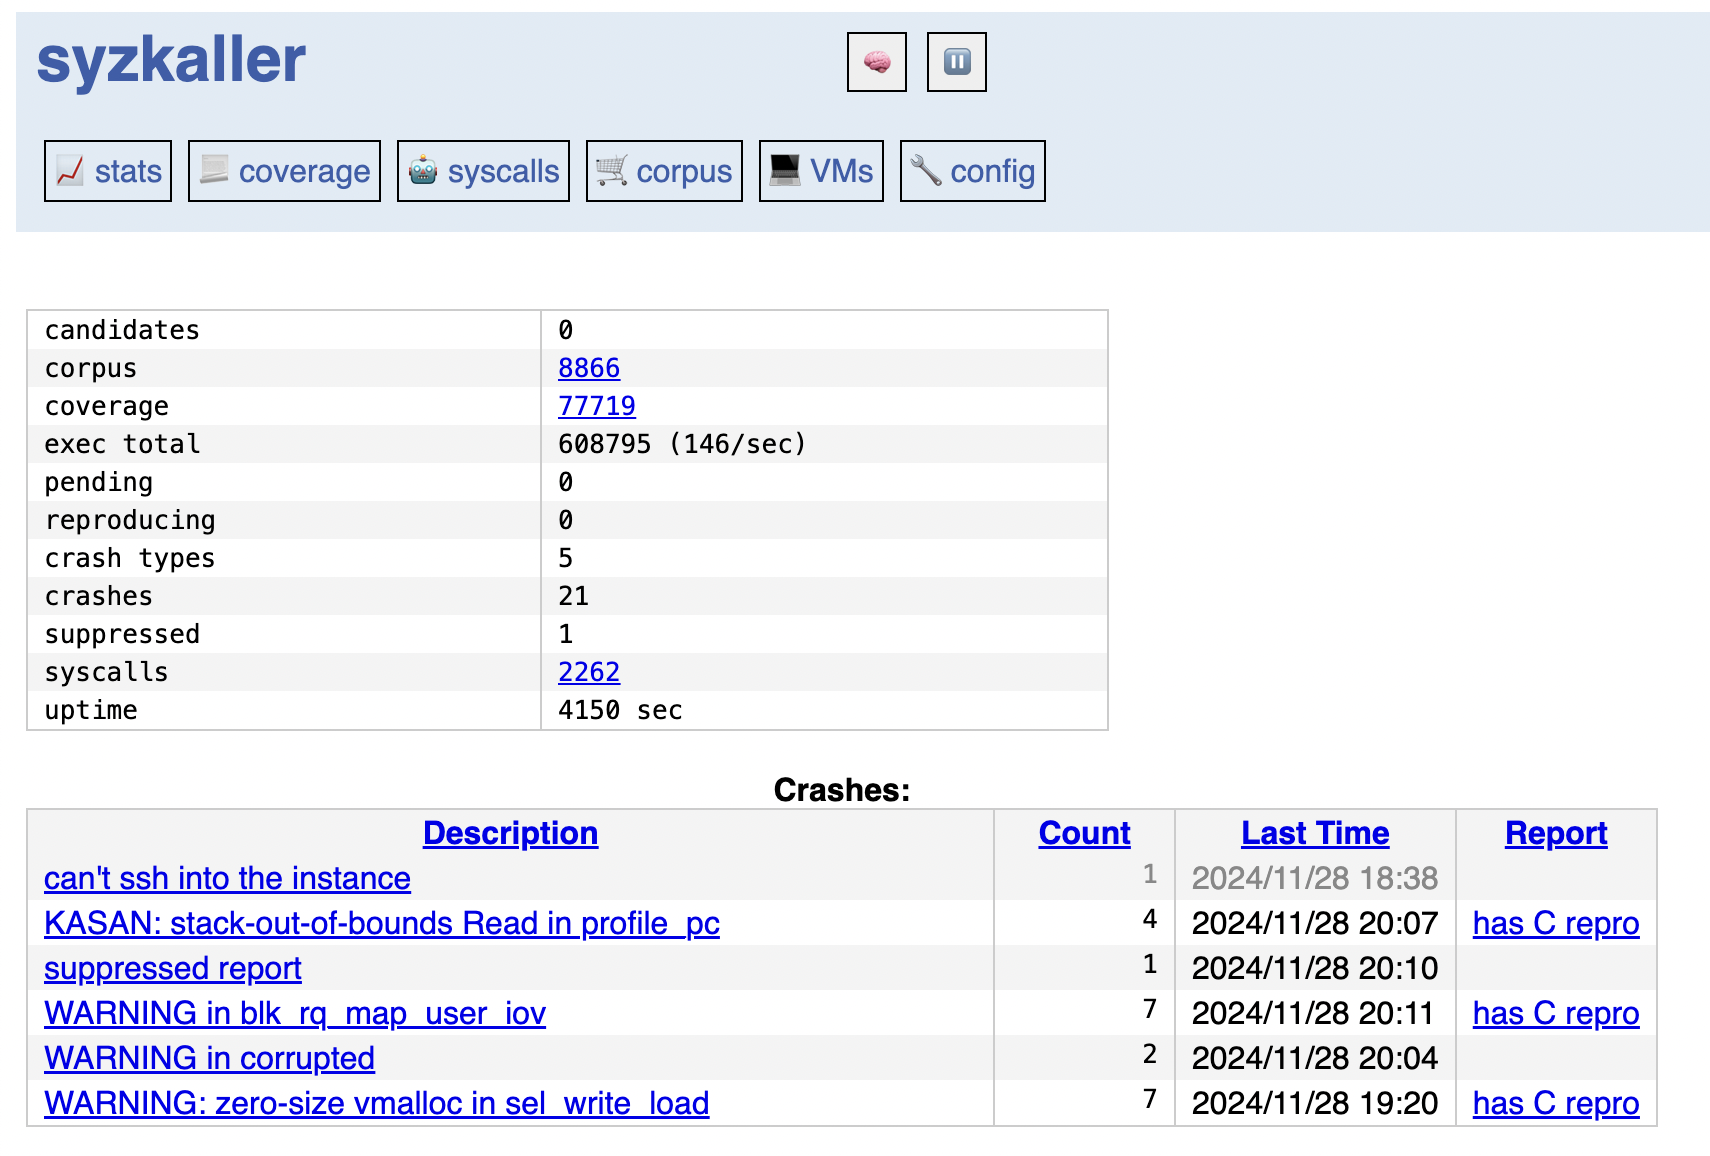 syzkaller
stats coverage syscalls corpus VMs config
candidates 0
corpus 8866
coverage 77719
exec total 608795 (146/sec)
pending 0
reproducing 0
crash types 5
crashes 21
suppressed 1
syscalls 2262
uptime 4150 sec
Crashes:
Description Count Last Time Report
can't ssh into the instance 1 2024/11/28 18:38
KASAN: stack-out-of-bounds Read in profile_pc 4 2024/11/28 20:07 has C repro
suppressed report 1 2024/11/28 20:10
WARNING in blk_rq_map_user_iov 7 2024/11/28 20:11 has C repro
WARNING in corrupted 2 2024/11/28 20:04
WARNING: zero-size vmalloc in sel_write_load 7 2024/11/28 19:20 has C repro